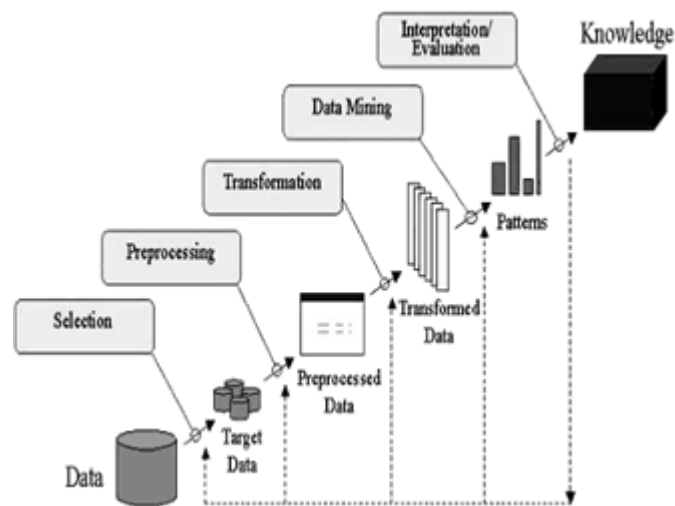 Interpretation/
Evaluation
Knowledge
Data Mining
Transformation
Patterns
Preprocessing
Transformed
Data
Selection
Preprocessed
Data
Target
Data
Data